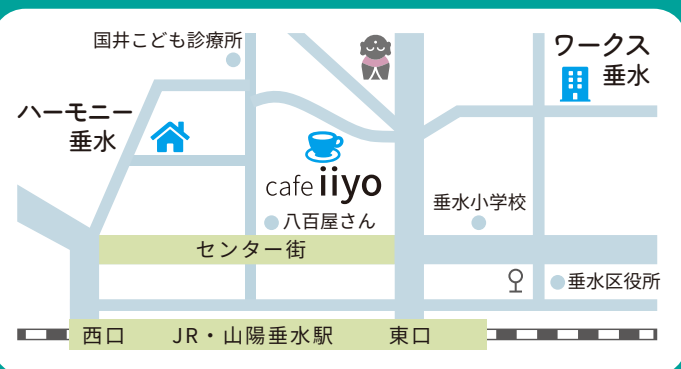 国井こども診療所
ワークス
垂水
ハーモニー
垂水
cafe iiyo
八百屋さん
垂水小学校
センター街
垂水区役所
西口
JR・山陽垂水駅
東口